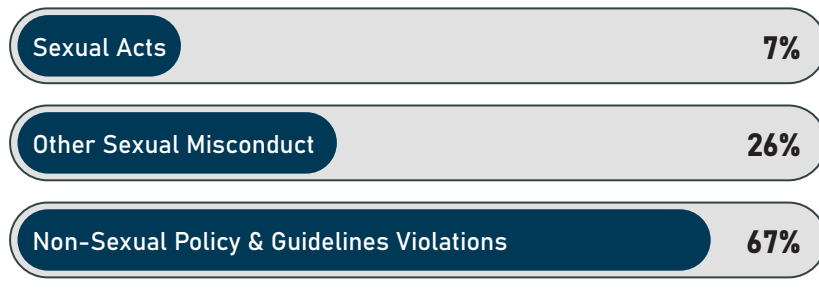 Sexual Acts 7%
Other Sexual Misconduct 26%
Non-Sexual Policy & Guidelines Violations 67%